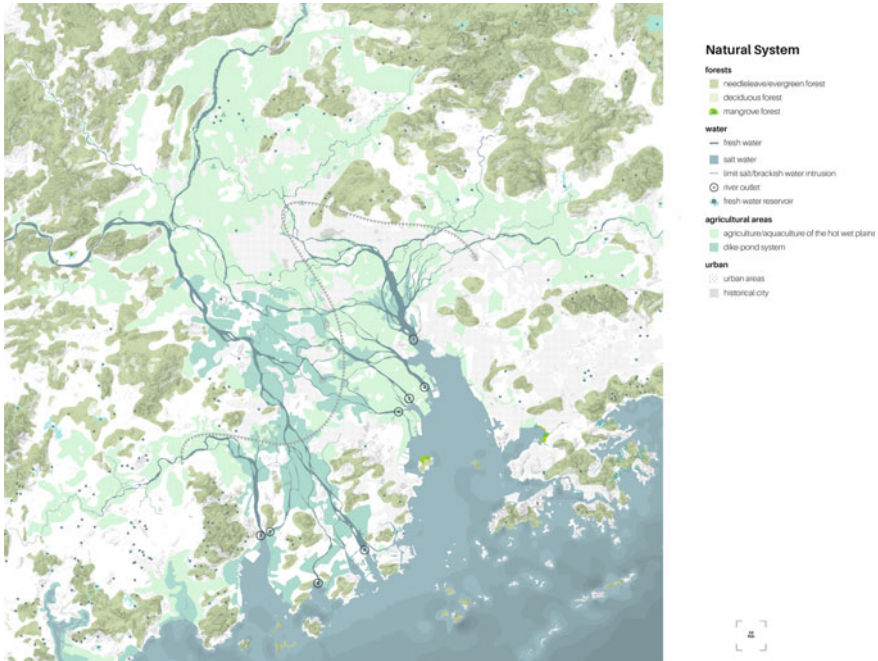 Natural System
forests
needleleave/evergreen forest
deciduous forest
mangrove forest
water
fresh water
salt water
limit salt/brackish water intrusion
river outlet
fresh water reservoir
agricultural areas
agriculture/aquaculture of the hot wet plains
dike-pond system
urban
urban areas
historical city